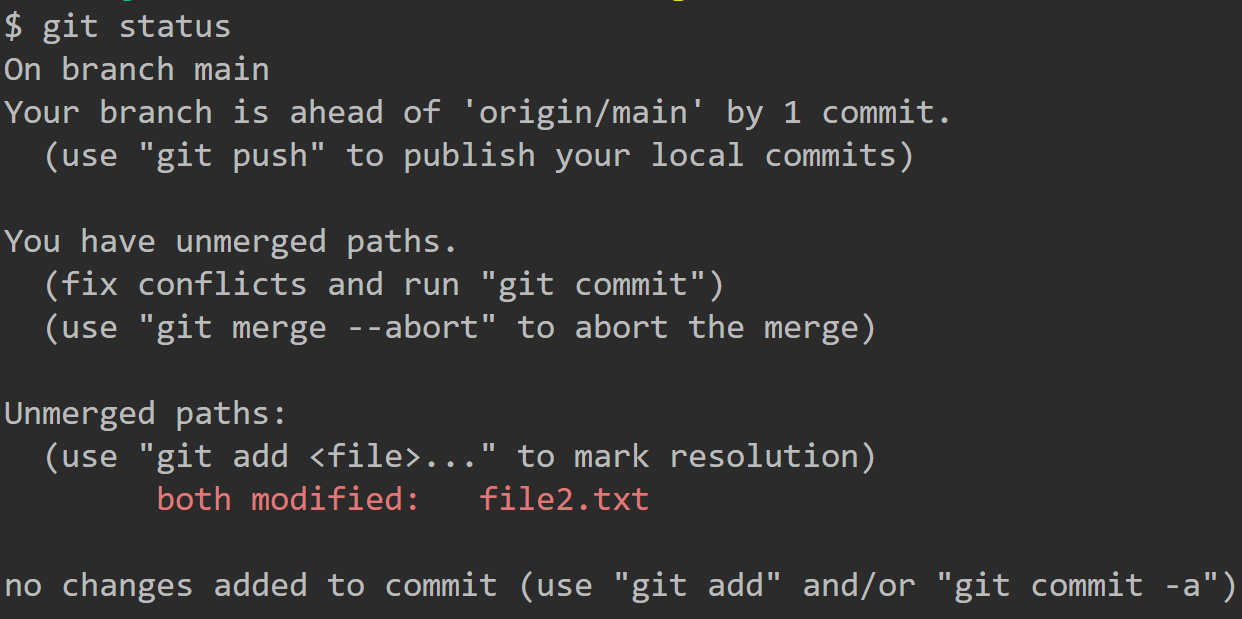 $ git status
On branch main
Your branch is ahead of 'origin/main' by 1 commit.
  (use "git push" to publish your local commits)

You have unmerged paths.
  (fix conflicts and run "git commit")
  (use "git merge --abort" to abort the merge)

Unmerged paths:
  (use "git add <file>..." to mark resolution)
        both modified:   file2.txt

no changes added to commit (use "git add" and/or "git commit -a")